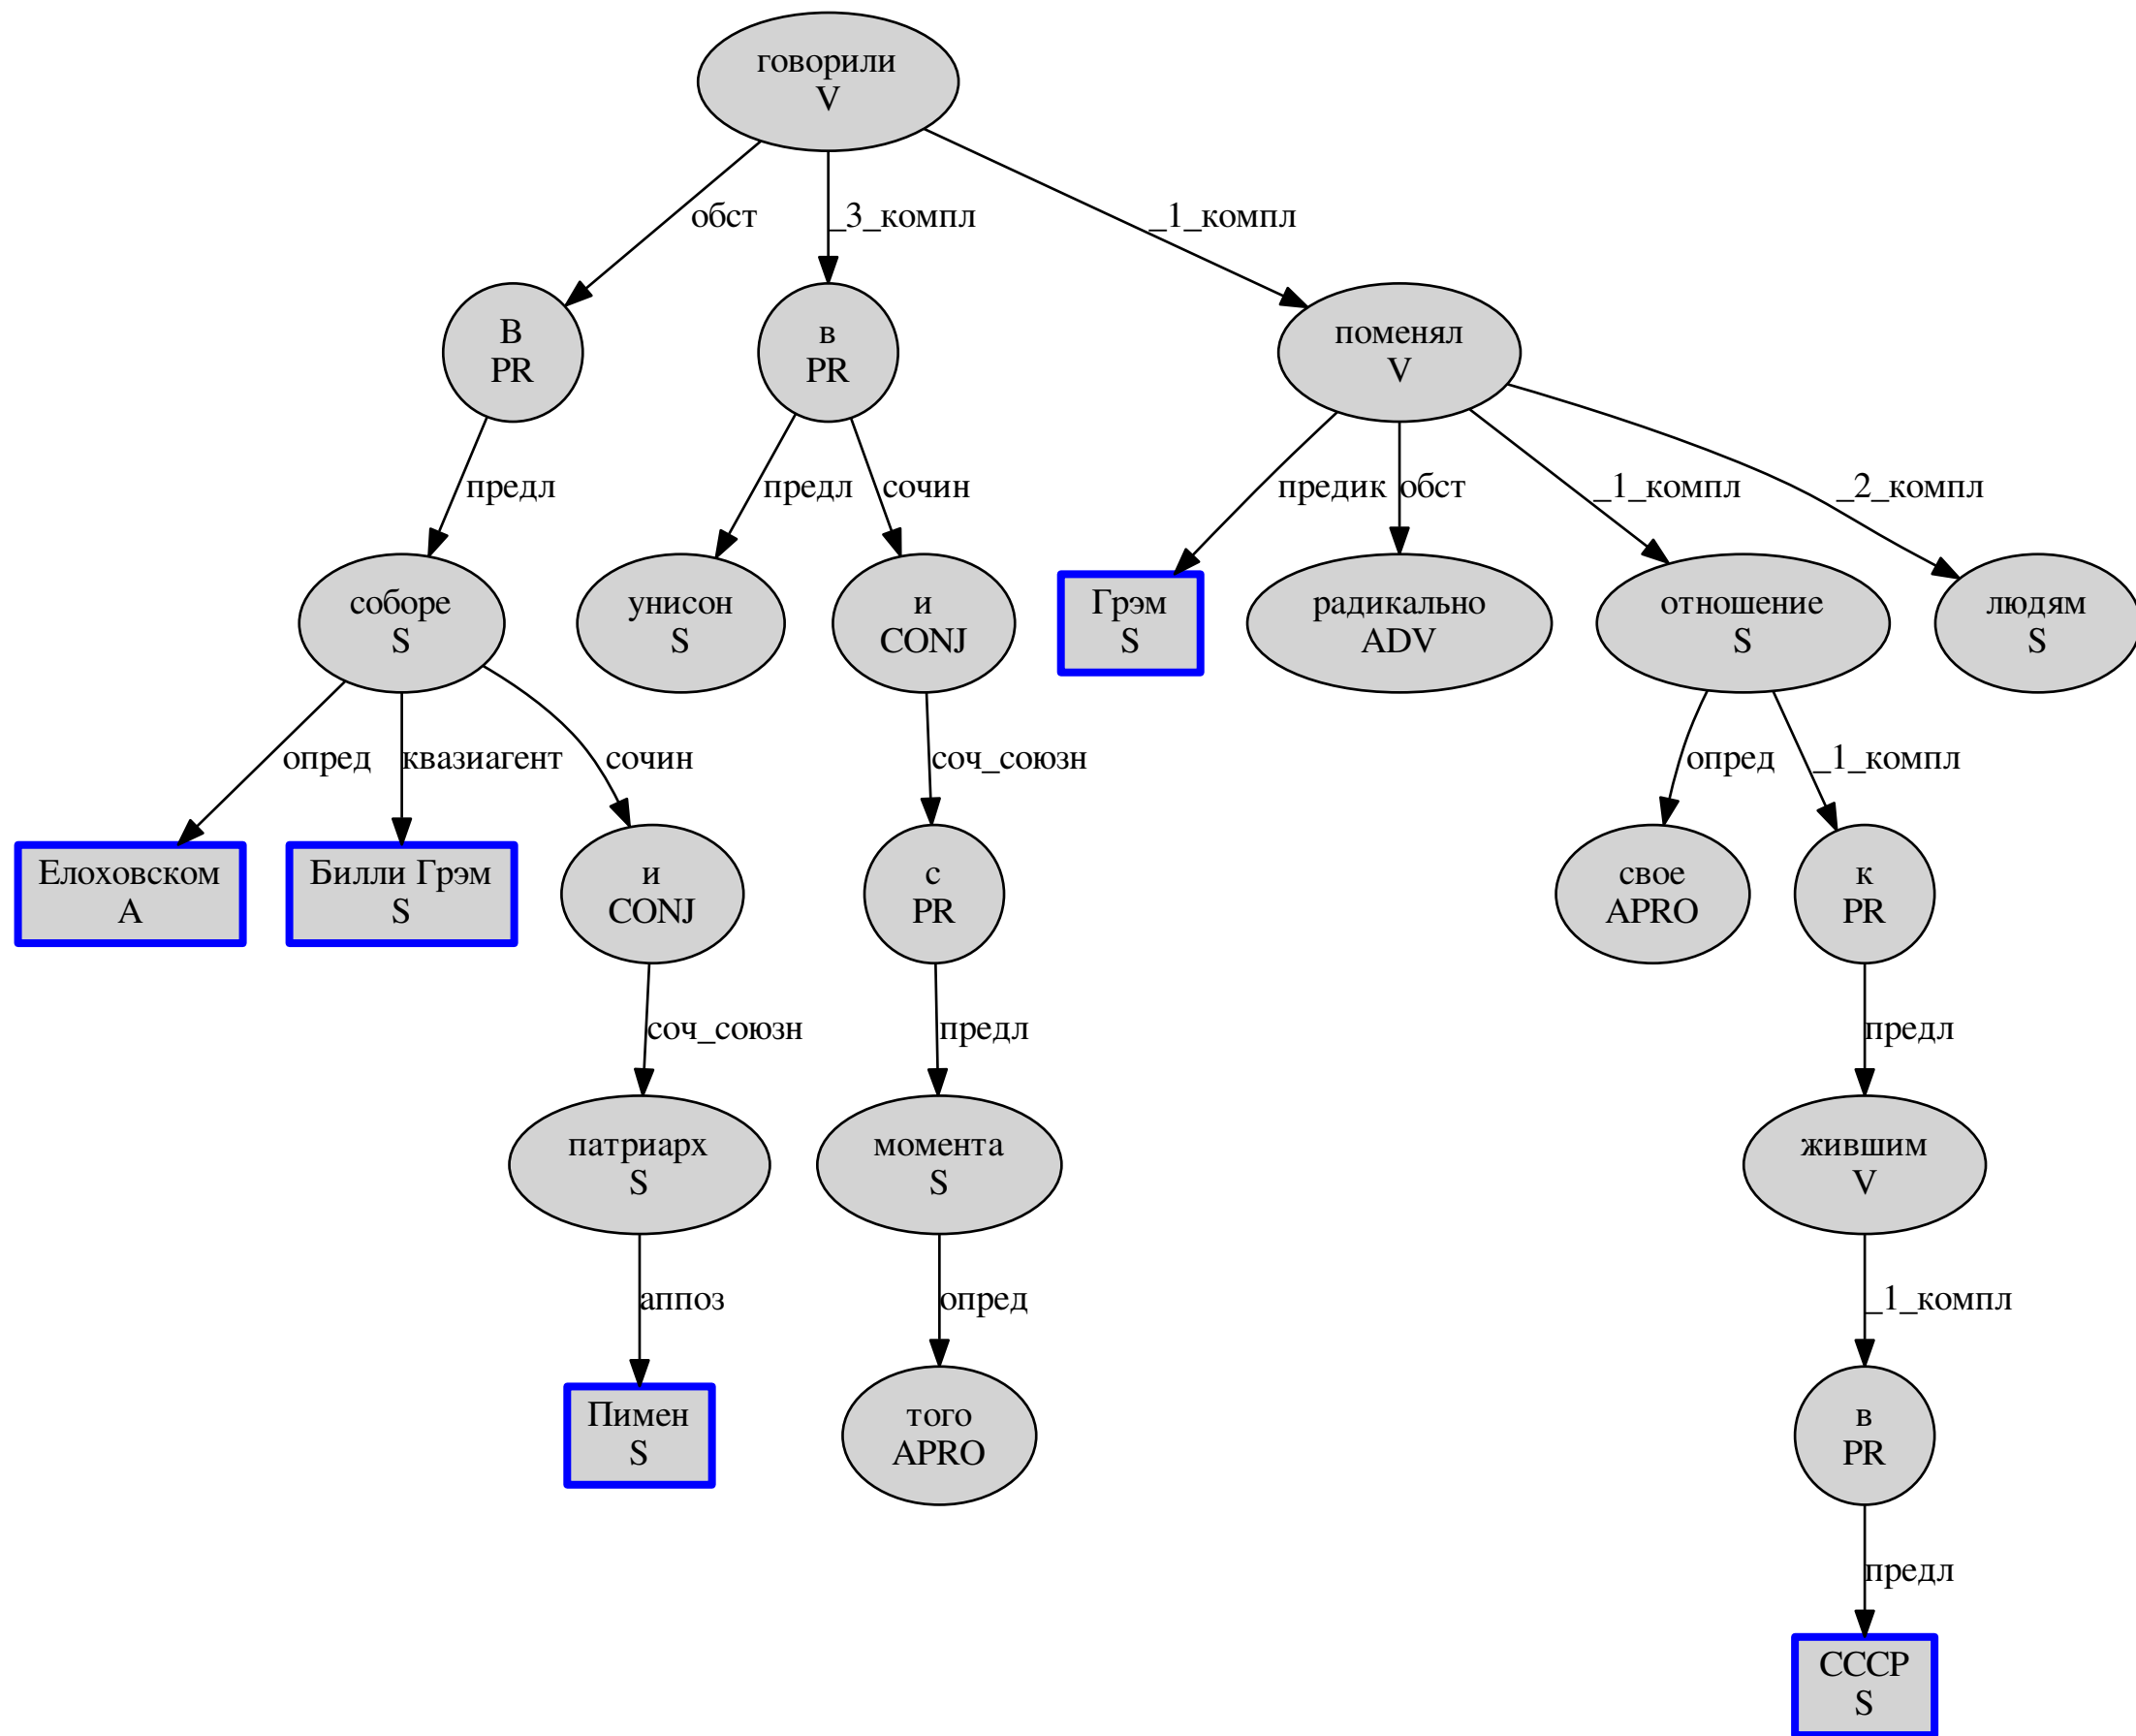 говорили
V
обст
_3_компл
_1_компл
В
PR
в
PR
поменял
V
предл
предл
сочин
предик
обст
_1_компл
_2_компл
соборе
S
унисон
S
и
CONJ
Грэм
S
радикально
ADV
отношение
S
людям
S
опред
квазиагент
сочин
соч_союзн
опред
_1_компл
Елоховском
A
Билли Грэм
S
и
CONJ
с
PR
свое
APRO
к
PR
соч_союзн
предл
предл
патриарх
S
момента
S
жившим
V
аппоз
опред
_1_компл
Пимен
S
того
APRO
в
PR
предл
СССР
S